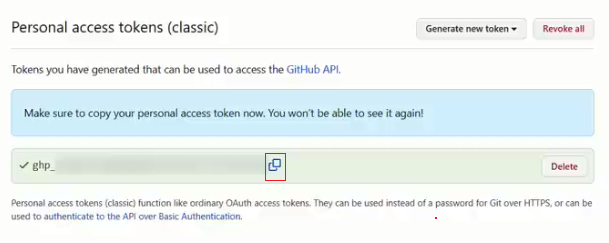 Personal access tokens (classic)
Generate new token
Revoke all
Tokens you have generated that can be used to access the GitHub API.
Make sure to copy your personal access token now. You won't be able to see it again!
ghp_
Delete
Personal access tokens (classic) function like ordinary OAuth access tokens. They can be used instead of a password for Git over HTTPS, or can be
used to authenticate to the API over Basic Authentication.